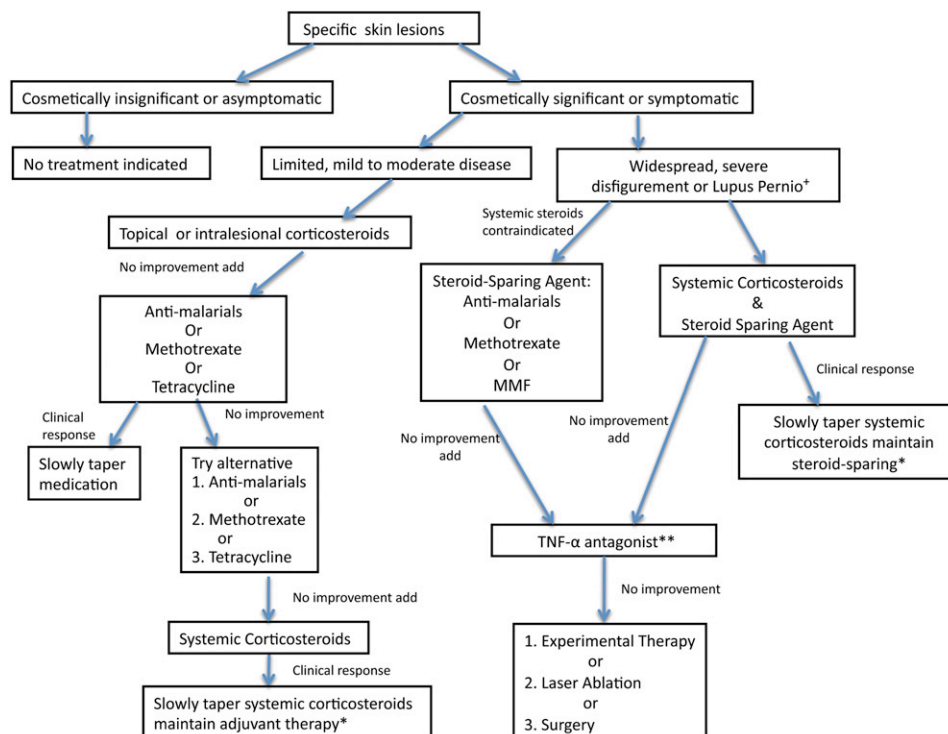 Specific skin lesions
Cosmetically insignificant or asymptomatic
Cosmetically significant or symptomatic
No treatment indicated
Limited, mild to moderate disease
Widespread, severe
disfigurement or Lupus Pernio⁺
Topical or intralesional corticosteroids
Systemic steroids
contraindicated
No improvement add
Anti-malarials
Or
Methotrexate
Or
Tetracycline
Steroid-Sparing Agent:
Anti-malarials
Or
Methotrexate
Or
MMF
Systemic Corticosteroids
&
Steroid Sparing Agent
Clinical
response
No improvement
No improvement
add
No improvement
add
Clinical response
Slowly taper
medication
Try alternative
1. Anti-malarials
or
2. Methotrexate
or
3. Tetracycline
Slowly taper systemic
corticosteroids maintain
steroid-sparing*
TNF-α antagonist**
No improvement add
No improvement
Systemic Corticosteroids
Clinical response
Slowly taper systemic corticosteroids
maintain adjuvant therapy*
1. Experimental Therapy
or
2. Laser Ablation
or
3. Surgery